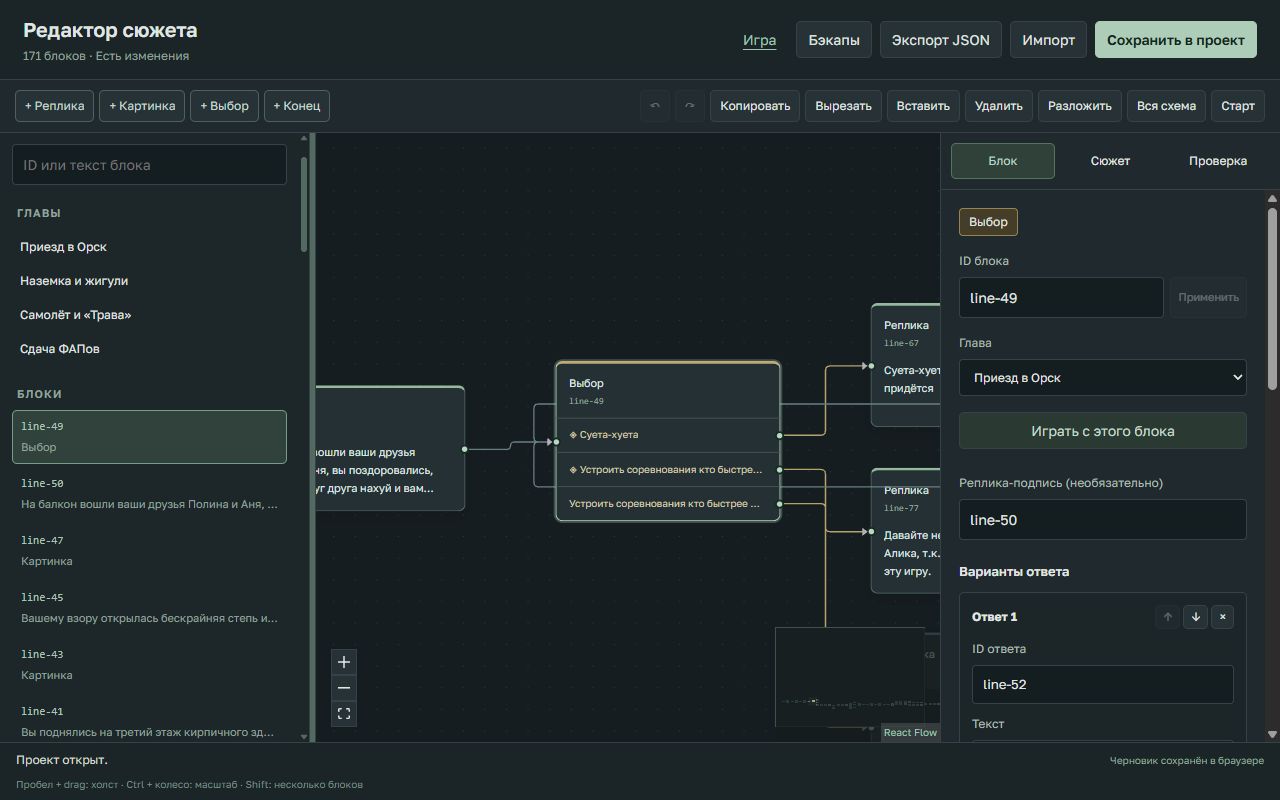 Редактор сюжета
171 блоков · Есть изменения
Игра
Бэкапы
Экспорт JSON
Импорт
Сохранить в проект
+ Реплика
+ Картинка
+ Выбор
+ Конец
Копировать
Вырезать
Вставить
Удалить
Разложить
Вся схема
Старт
ID или текст блока
ГЛАВЫ
Приезд в Орск
Наземка и жигули
Самолёт и «Трава»
Сдача ФАПов
БЛОКИ
line-49
Выбор
line-50
На балкон вошли ваши друзья Полина и Аня, ...
line-47
Картинка
line-45
Вашему взору открылась бескрайняя степь и...
line-43
Картинка
line-41
Вы поднялись на третий этаж кирпичного зд...
вошли ваши друзья
ня, вы поздоровались,
уг друга нахуй и вам...
Выбор
line-49
◈ Суета-хуета
◈ Устроить соревнования кто быстре...
Устроить соревнования кто быстрее ...
Реплика
line-67
Суета-хует
придётся
Реплика
line-77
Давайте не
Алика, т.к.
эту игру.
ка
React Flow
Блок
Сюжет
Проверка
Выбор
ID блока
line-49
Применить
Глава
Приезд в Орск
Играть с этого блока
Реплика-подпись (необязательно)
line-50
Варианты ответа
Ответ 1
ID ответа
line-52
Текст
Проект открыт.
Черновик сохранён в браузере
Пробел + drag: холст · Ctrl + колесо: масштаб · Shift: несколько блоков